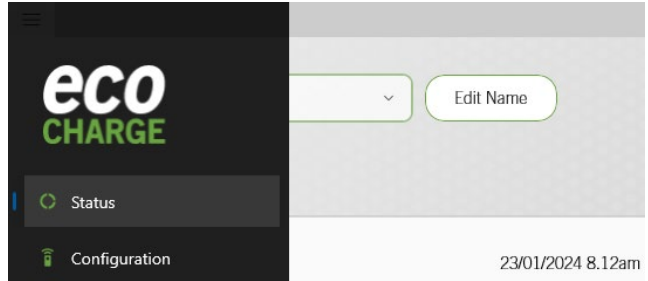 eco
CHARGE
Edit Name
Status
Configuration
23/01/2024 8.12am